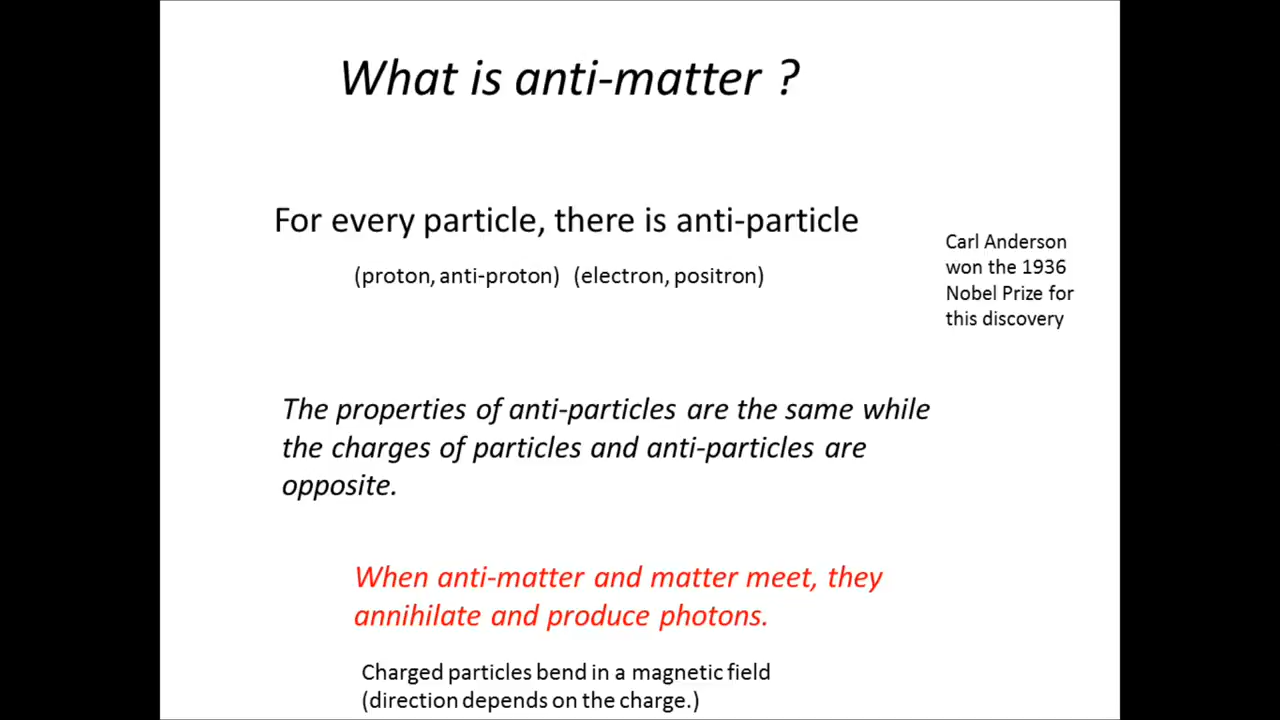 What is anti-matter ?
For every particle, there is anti-particle
(proton, anti-proton) (electron, positron)
Carl Anderson
won the 1936
Nobel Prize for
this discovery
The properties of anti-particles are the same while
the charges of particles and anti-particles are
opposite.
When anti-matter and matter meet, they
annihilate and produce photons.
Charged particles bend in a magnetic field
(direction depends on the charge.)